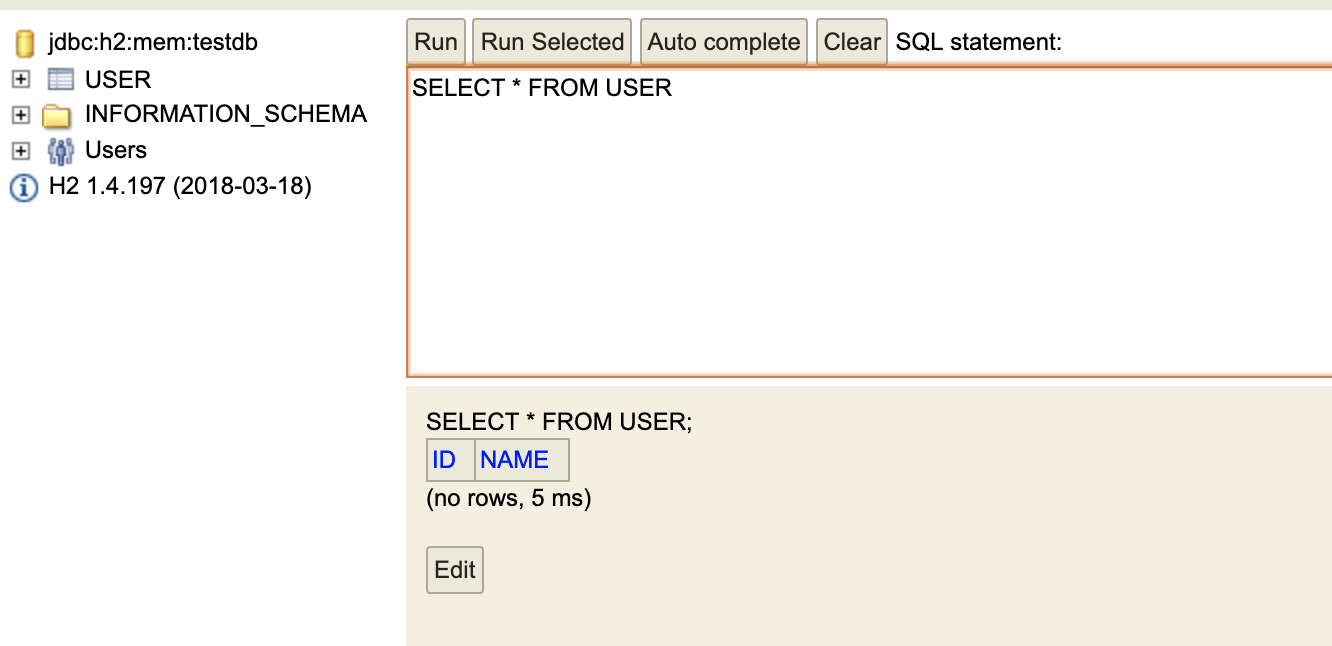 jdbc:h2:mem:testdb
USER
INFORMATION_SCHEMA
Users
H2 1.4.197 (2018-03-18)
Run Run Selected Auto complete Clear SQL statement:
SELECT * FROM USER
SELECT * FROM USER;
ID NAME
(no rows, 5 ms)
Edit